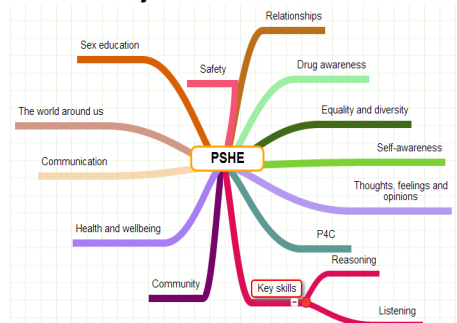 Relationships
Sex education
Safety
Drug awareness
The world around us
Equality and diversity
Self-awareness
PSHE
Communication
Thoughts, feelings and
opinions
Health and wellbeing
P4C
Reasoning
Community
Key skills
Listening